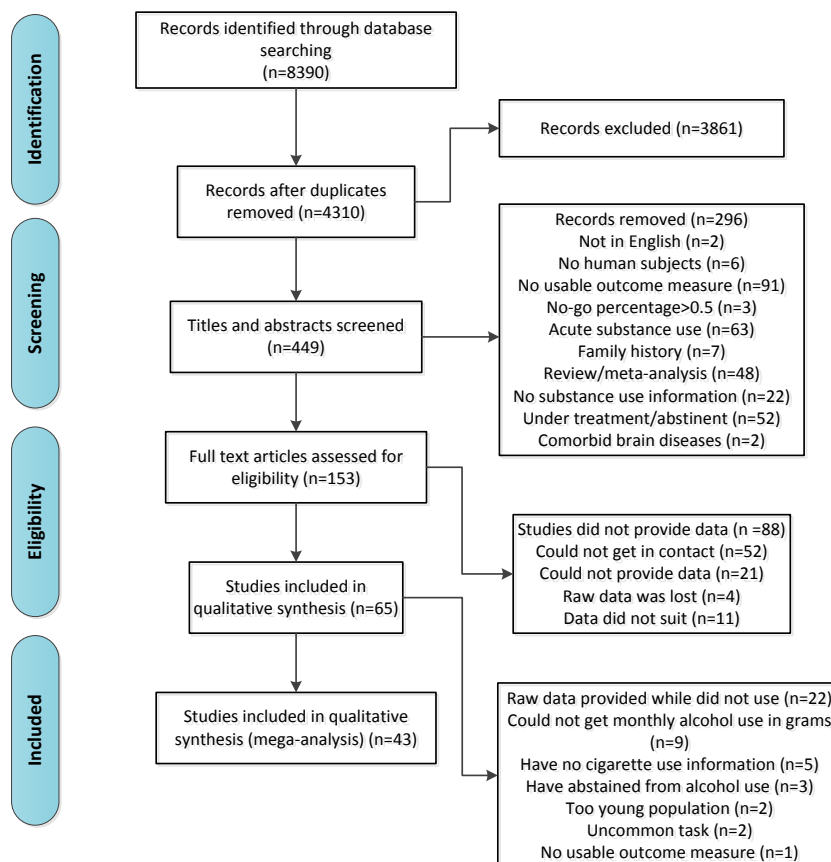 Identification
Records identified through database
searching
(n=8390)
Records excluded (n=3861)
Records after duplicates
removed (n=4310)
Screening
Records removed (n=296)
Not in English (n=2)
No human subjects (n=6)
No usable outcome measure (n=91)
No-go percentage>0.5 (n=3)
Acute substance use (n=63)
Family history (n=7)
Review/meta-analysis (n=48)
No substance use information (n=22)
Under treatment/abstinent (n=52)
Comorbid brain diseases (n=2)
Titles and abstracts screened
(n=449)
Eligibility
Full text articles assessed for
eligibility (n=153)
Studies did not provide data (n =88)
Could not get in contact (n=52)
Could not provide data (n=21)
Raw data was lost (n=4)
Data did not suit (n=11)
Studies included in
qualitative synthesis (n=65)
Included
Studies included in qualitative
synthesis (mega-analysis) (n=43)
Raw data provided while did not use (n=22)
Could not get monthly alcohol use in grams
(n=9)
Have no cigarette use information (n=5)
Have abstained from alcohol use (n=3)
Too young population (n=2)
Uncommon task (n=2)
No usable outcome measure (n=1)